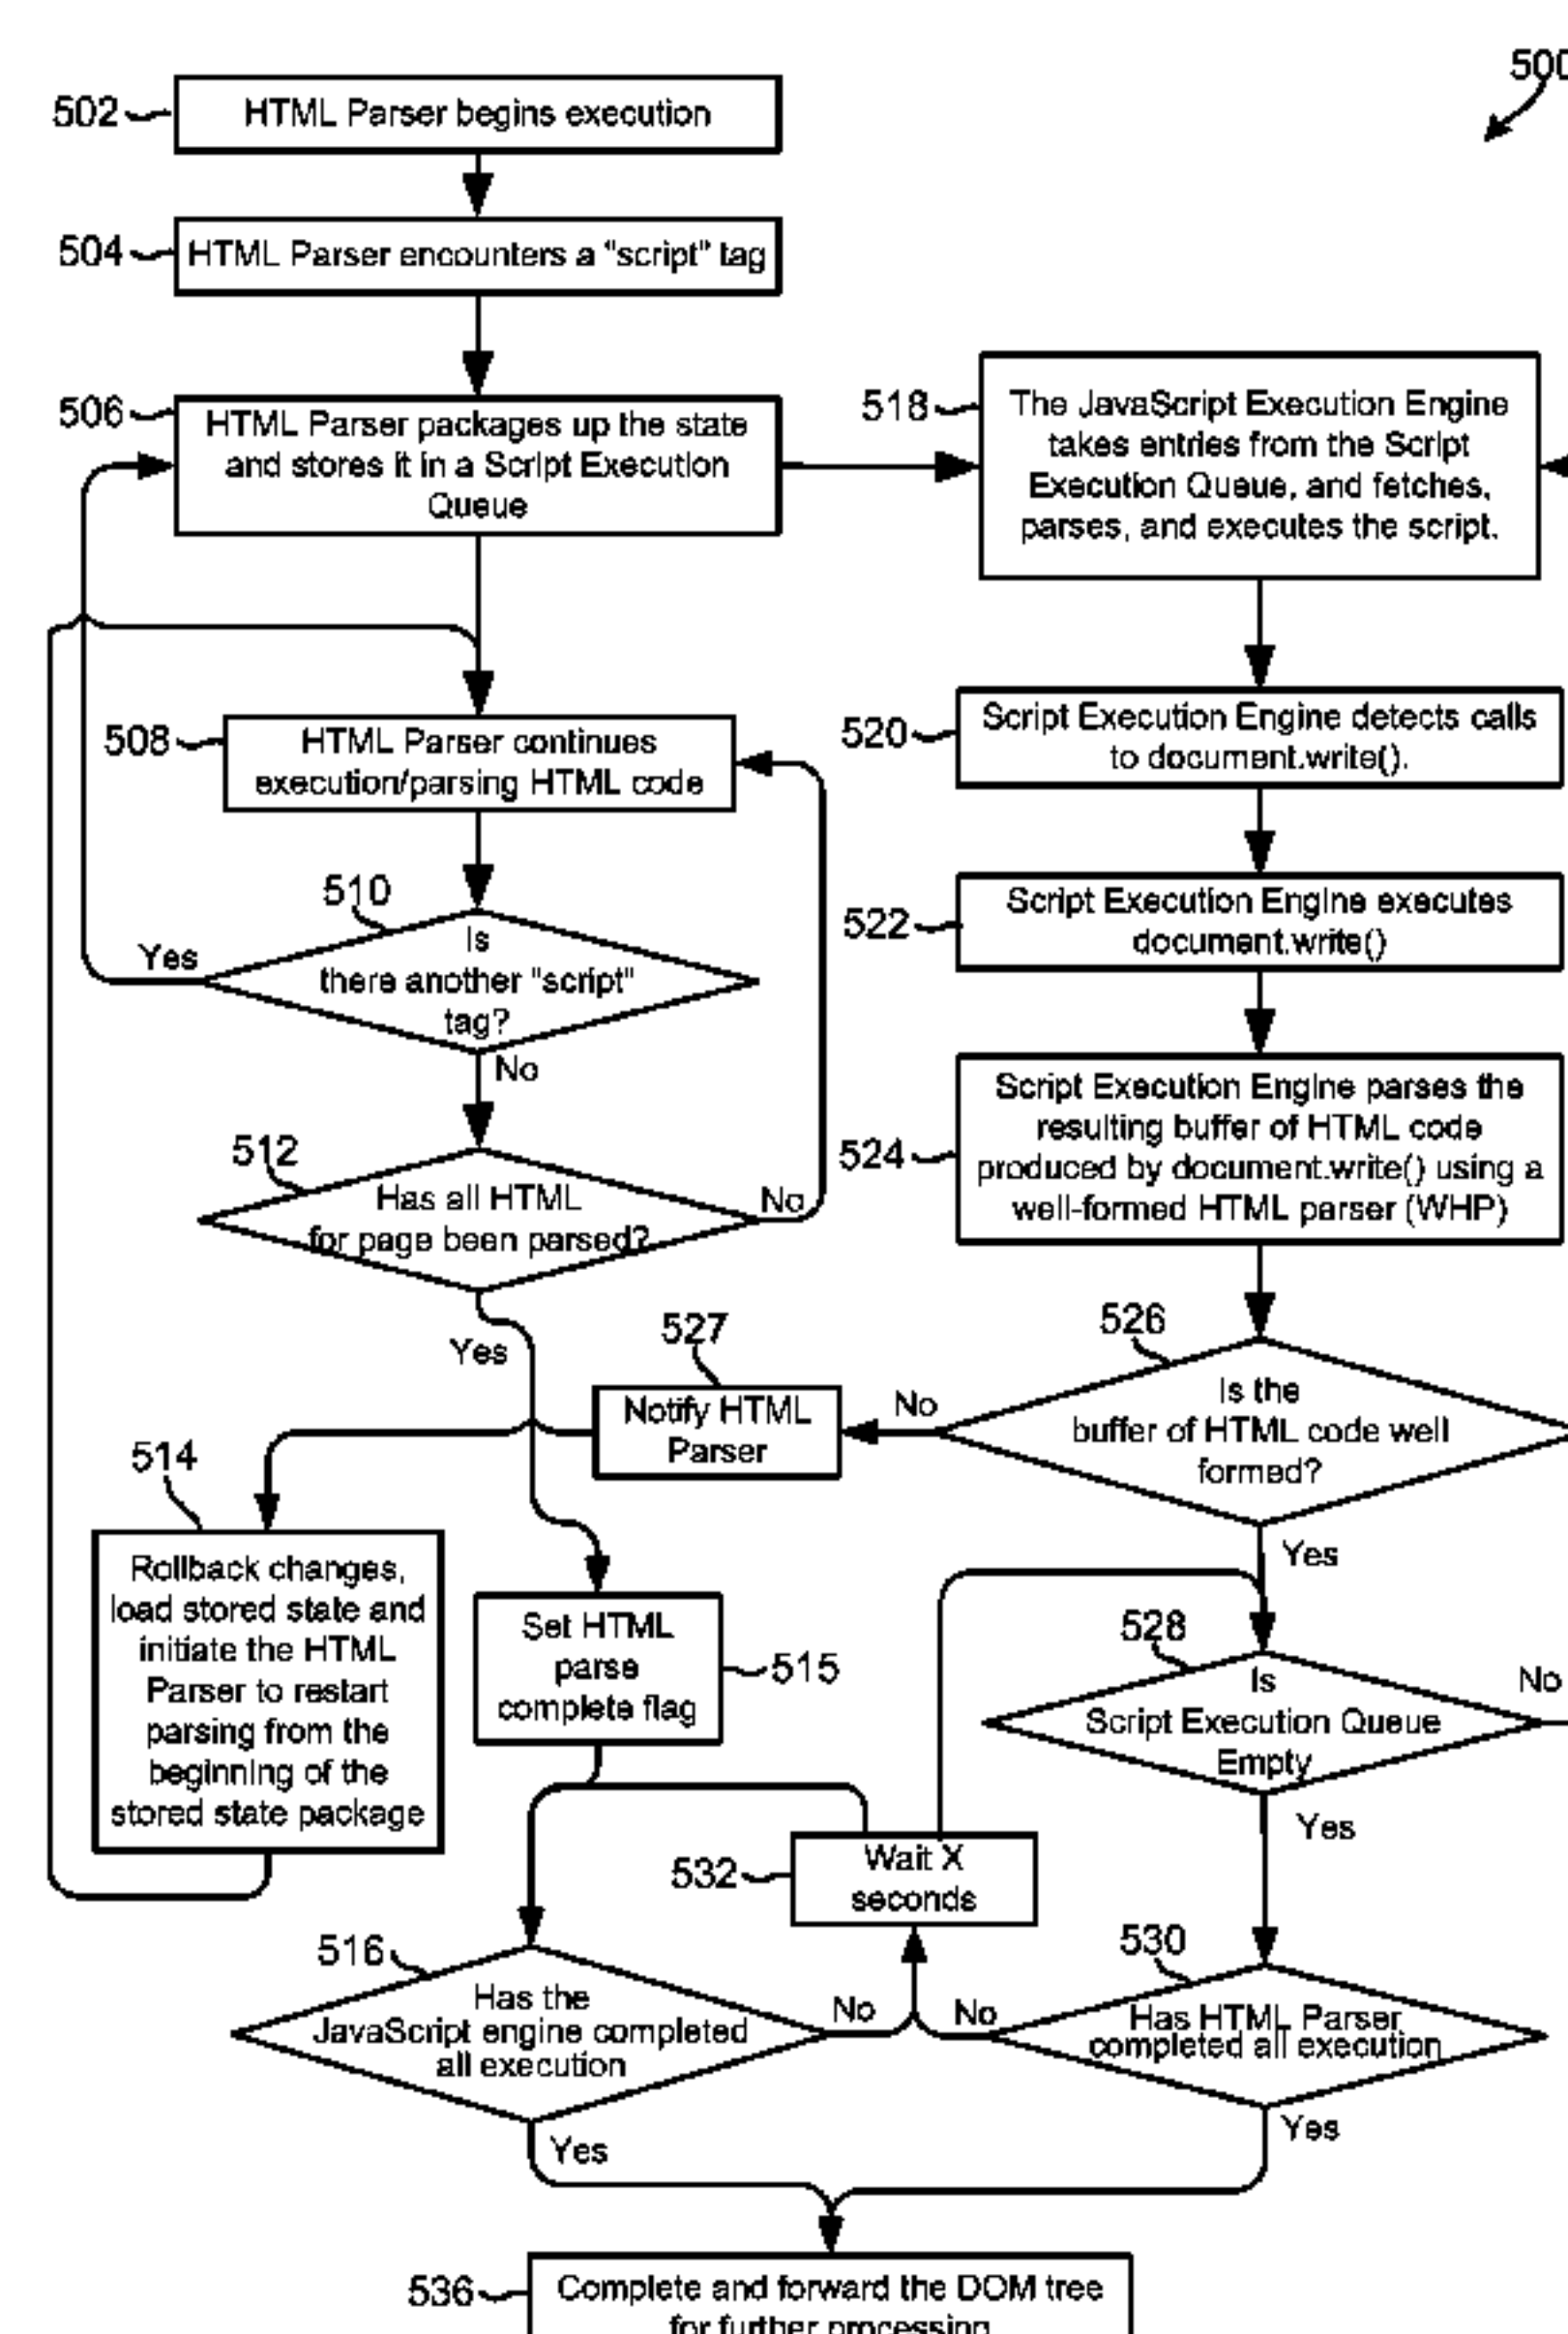 500
502
HTML Parser begins execution
504
HTML Parser encounters a "script" tag
506
HTML Parser packages up the state
and stores it in a Script Execution
Queue
518
The JavaScript Execution Engine
takes entries from the Script
Execution Queue, and fetches,
parses, and executes the script.
508
HTML Parser continues
execution/parsing HTML code
520
Script Execution Engine detects calls
to document.write().
510
Is
there another "script"
tag?
Yes
No
522
Script Execution Engine executes
document.write()
512
Has all HTML
for page been parsed?
No
Yes
524
Script Execution Engine parses the
resulting buffer of HTML code
produced by document.write() using a
well-formed HTML parser (WHP)
526
Is the
buffer of HTML code well
formed?
No
Yes
527
Notify HTML
Parser
514
Rollback changes,
load stored state and
initiate the HTML
Parser to restart
parsing from the
beginning of the
stored state package
Set HTML
parse
complete flag
515
528
Is
Script Execution Queue
Empty
No
Yes
532
Wait X
seconds
516
Has the
JavaScript engine completed
all execution
No
Yes
530
Has HTML Parser
completed all execution
No
Yes
536
Complete and forward the DOM tree
for further processing